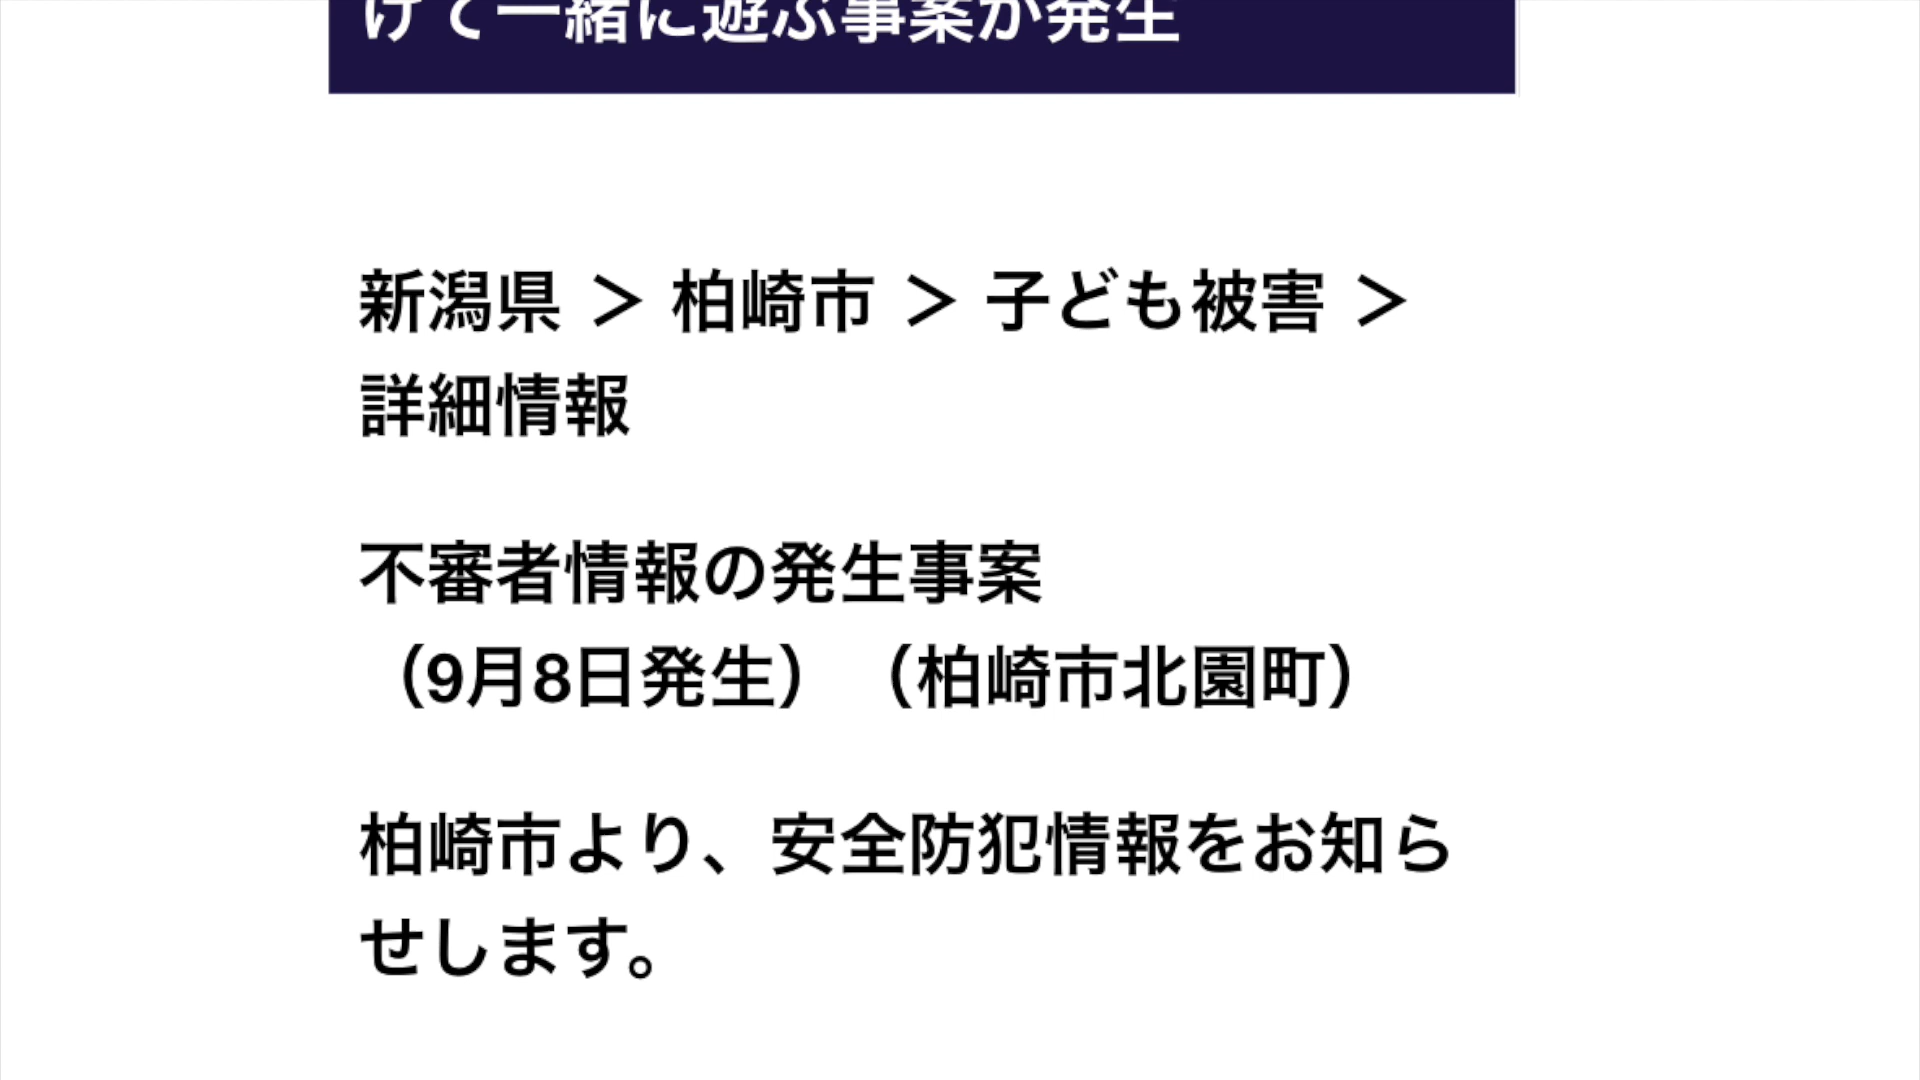 けて一緒に遊ぶ事案が発生
新潟県 ＞ 柏崎市 ＞ 子ども被害 ＞
詳細情報
不審者情報の発生事案
（9月8日発生）（柏崎市北園町）
柏崎市より、安全防犯情報をお知ら
せします。